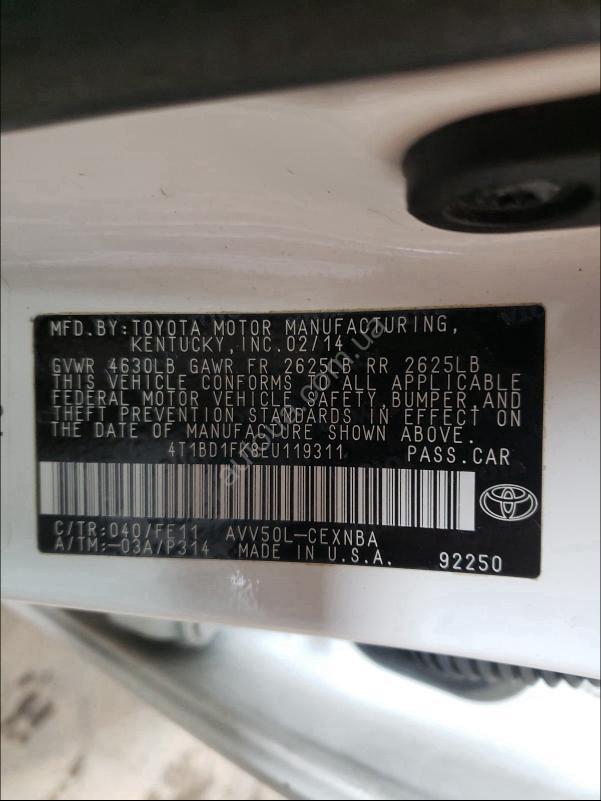 MFD.BY:TOYOTA MOTOR MANUFACTURING,
KENTUCKY,INC.02/14
GVWR 4630LB GAWR FR 2625LB RR 2625LB
THIS VEHICLE CONFORMS TO ALL APPLICABLE
FEDERAL MOTOR VEHICLE SAFETY, BUMPER, AND
THEFT PREVENTION STANDARDS IN EFFECT ON
THE DATE OF MANUFACTURE SHOWN ABOVE.
4T1BD1FK8EU119311 PASS.CAR
C/TR:040/FE11 AVV50L-CEXNBA
A/TM:-03A/P314 MADE IN U.S.A. 92250